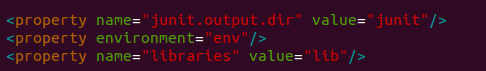 <property name="junit.output.dir" value="junit"/>
<property environment="env"/>
<property name="libraries" value="lib"/>